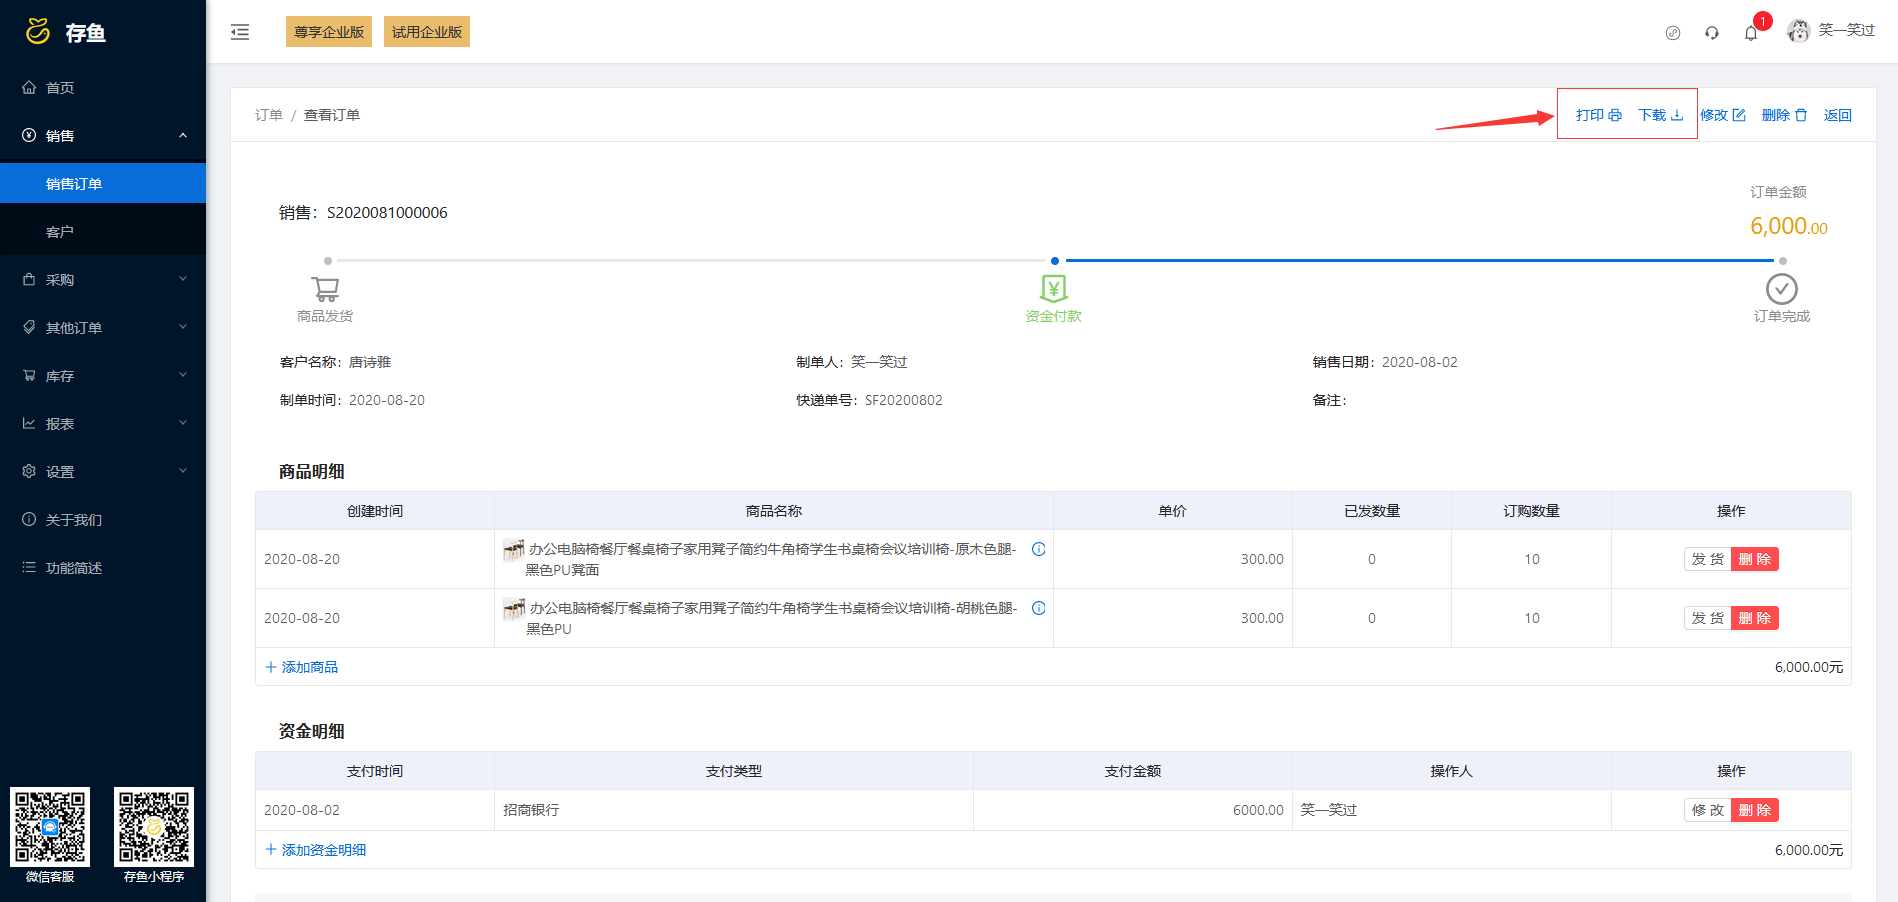 存鱼
尊享企业版 试用企业版
1
笑一笑过
首页
销售
销售订单
客户
采购
其他订单
库存
报表
设置
关于我们
功能简述
微信客服
存鱼小程序
订单 / 查看订单
打印 下载 修改 删除 返回
订单金额
销售：S2020081000006
6,000.00
商品发货
资金付款
订单完成
客户名称：唐诗雅 制单人：笑一笑过 销售日期：2020-08-02
制单时间：2020-08-20 快递单号：SF20200802 备注：
商品明细
创建时间 商品名称 单价 已发数量 订购数量 操作
2020-08-20 办公电脑椅餐厅餐桌椅子家用凳子简约牛角椅学生书桌椅会议培训椅-原木色腿- 300.00 0 10 发 货 删 除
黑色PU凳面
2020-08-20 办公电脑椅餐厅餐桌椅子家用凳子简约牛角椅学生书桌椅会议培训椅-胡桃色腿- 300.00 0 10 发 货 删 除
黑色PU
+ 添加商品 6,000.00元
资金明细
支付时间 支付类型 支付金额 操作人 操作
2020-08-02 招商银行 6000.00 笑一笑过 修 改 删 除
+ 添加资金明细 6,000.00元